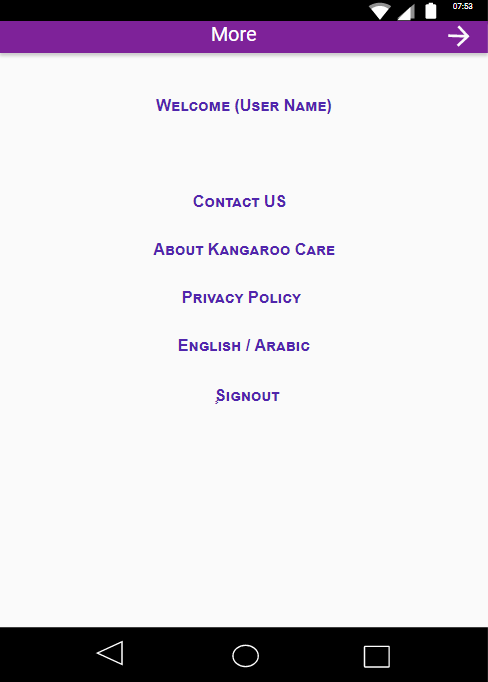 07:53
More
Welcome (User Name)
Contact US
About Kangaroo Care
Privacy Policy
English / Arabic
Signout